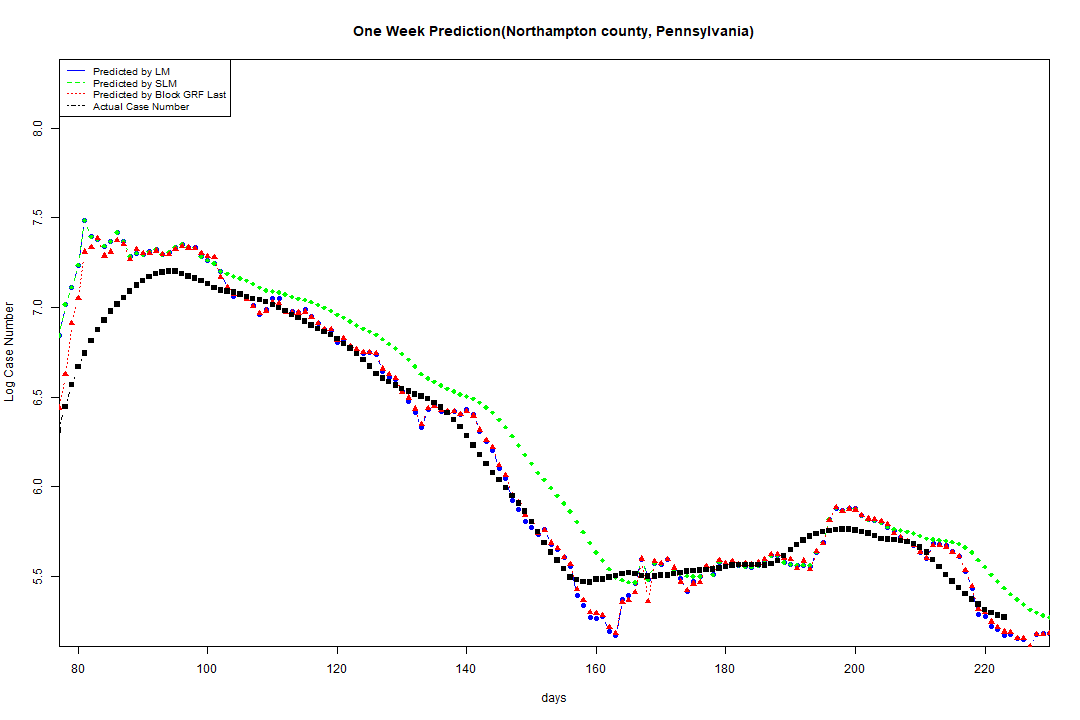 One Week Prediction(Northampton county, Pennsylvania)
Predicted by LM
Predicted by SLM
Predicted by Block GRF Last
Actual Case Number
8.0
7.5
7.0
6.5
6.0
5.5
Log Case Number
80 100 120 140 160 180 200 220
days